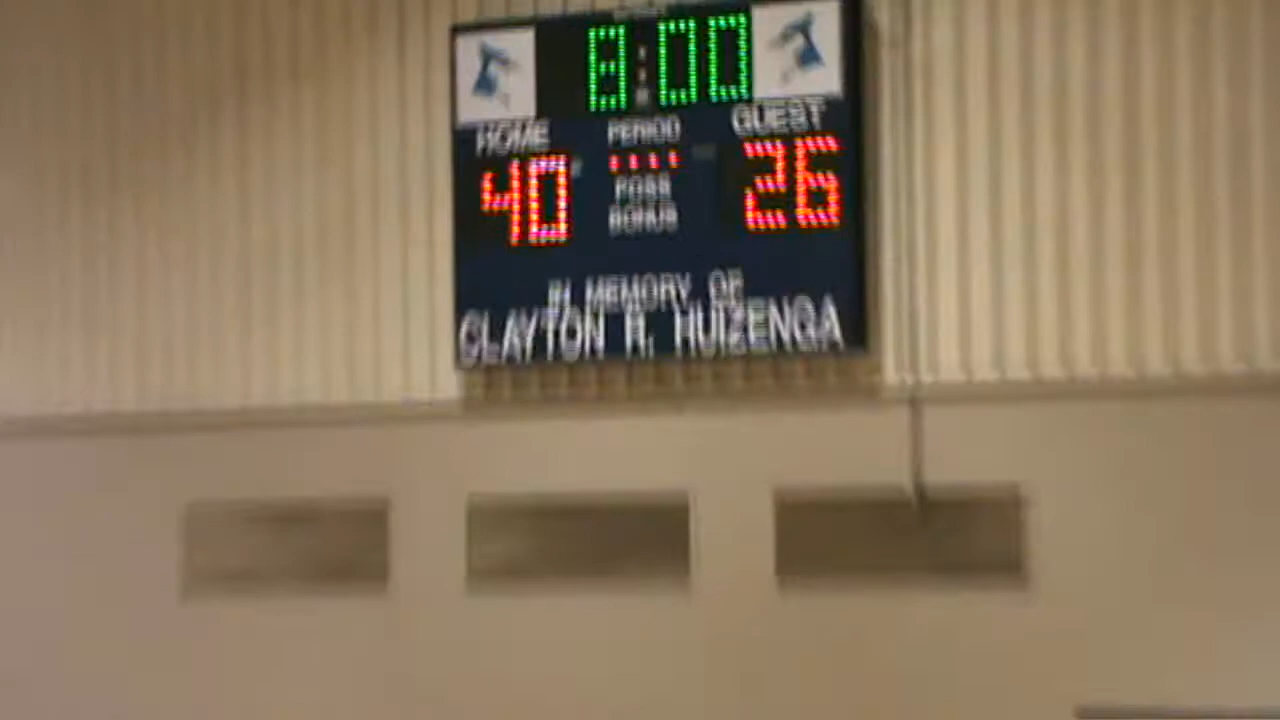 8:00
HOME PERIOD GUEST
40 26
POSS
BONUS
IN MEMORY OF
CLAYTON R. HUIZENGA